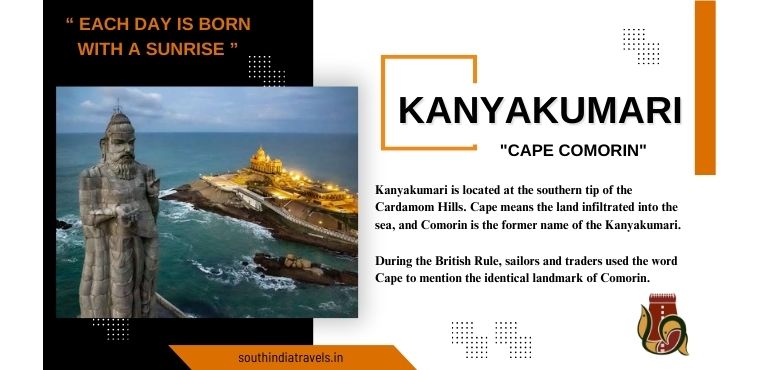 “ EACH DAY IS BORN
WITH A SUNRISE ”
KANYAKUMARI
"CAPE COMORIN"
Kanyakumari is located at the southern tip of the
Cardamom Hills. Cape means the land infiltrated into the
sea, and Comorin is the former name of the Kanyakumari.
During the British Rule, sailors and traders used the word
Cape to mention the identical landmark of Comorin.
southindiatravels.in